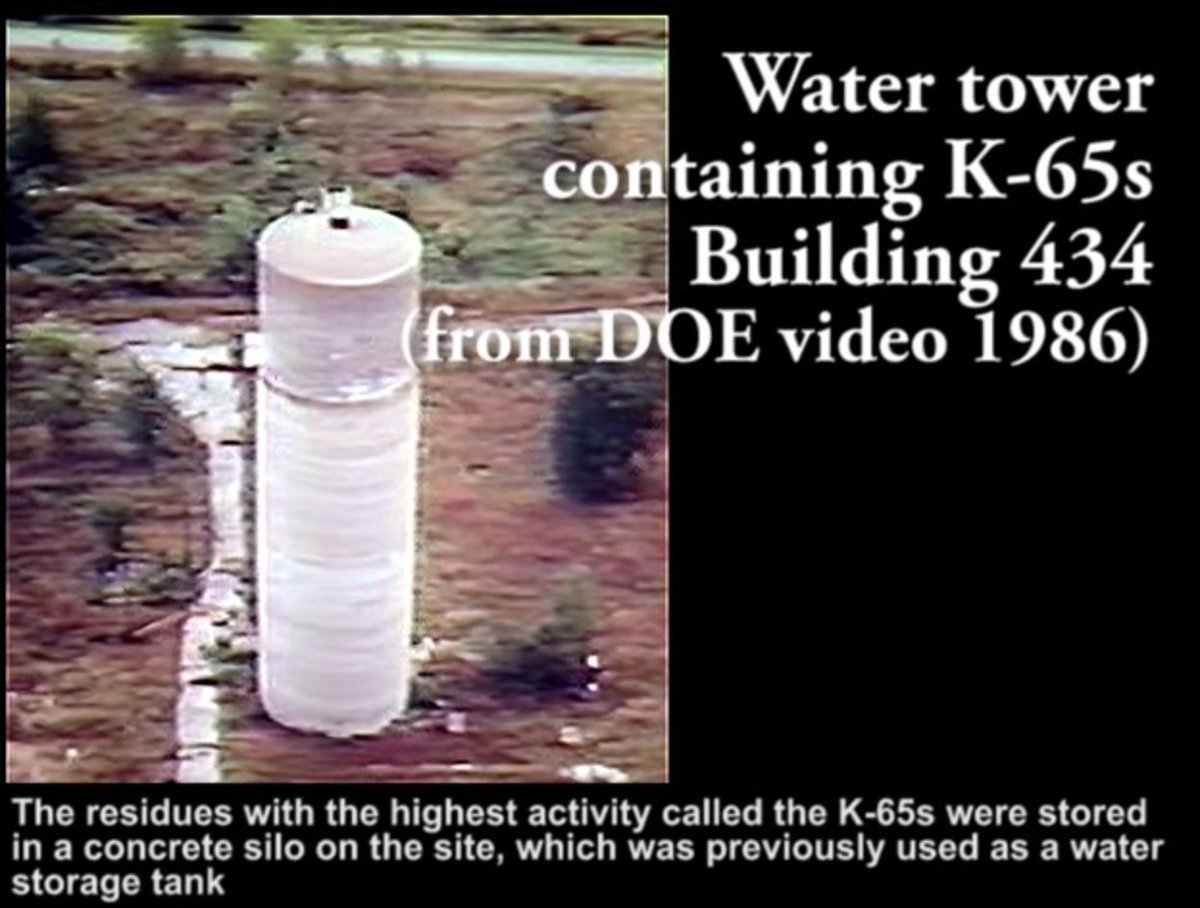 Water tower
containing K-65s
Building 434
(from DOE video 1986)
The residues with the highest activity called the K-65s were stored
in a concrete silo on the site, which was previously used as a water
storage tank